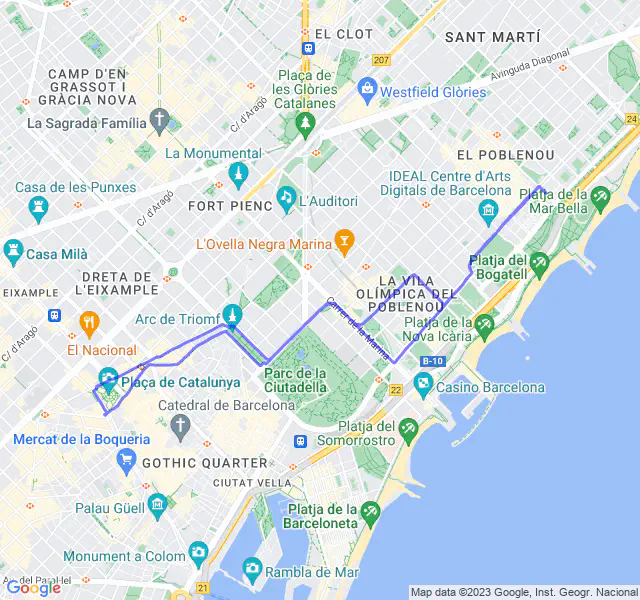 EL CLOT
SANT MARTÍ
207
Avinguda Diagonal
CAMP D'EN
GRASSOT I
GRÀCIA NOVA
Plaça de
les Glòries
Catalanes
Westfield Glòries
C/ d'Aragó
La Sagrada Família
24
La Monumental
EL POBLENOU
IDEAL Centre d'Arts
Digitals de Barcelona
Casa de les Punxes
C/ d'Aragó
L'Auditori
FORT PIENC
Platja de la
Mar Bella
L'Ovella Negra Marina
Casa Milà
Platja del
Bogatell
DRETA DE
L'EIXAMPLE
EIXAMPLE
LA VILA
OLÍMPICA DEL
POBLENOU
Carrer de la Marina
Arc de Triomf
Platja de la
Nova Icària
El Nacional
B-10
Parc de la
Ciutadella
Plaça de Catalunya
22
Casino Barcelona
Catedral de Barcelona
Platja del
Somorrostro
Mercat de la Boqueria
GOTHIC QUARTER
CIUTAT VELLA
Palau Güell
Platja de la
Barceloneta
Monument a Colom
Rambla de Mar
21
Google
Map data ©2023 Google, Inst. Geogr. Nacional